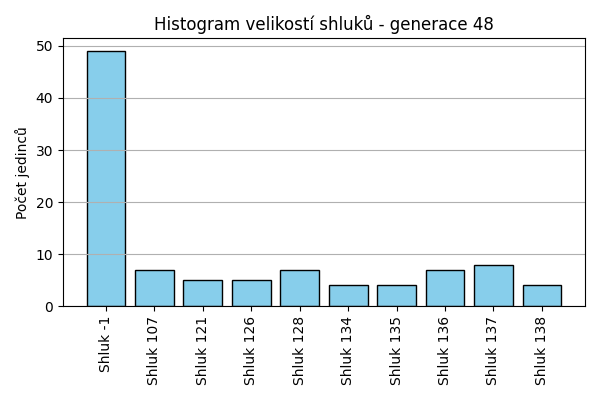 Histogram velikostí shluků - generace 48
Počet jedinců
50
40
30
20
10
0
Shluk -1
Shluk 107
Shluk 121
Shluk 126
Shluk 128
Shluk 134
Shluk 135
Shluk 136
Shluk 137
Shluk 138